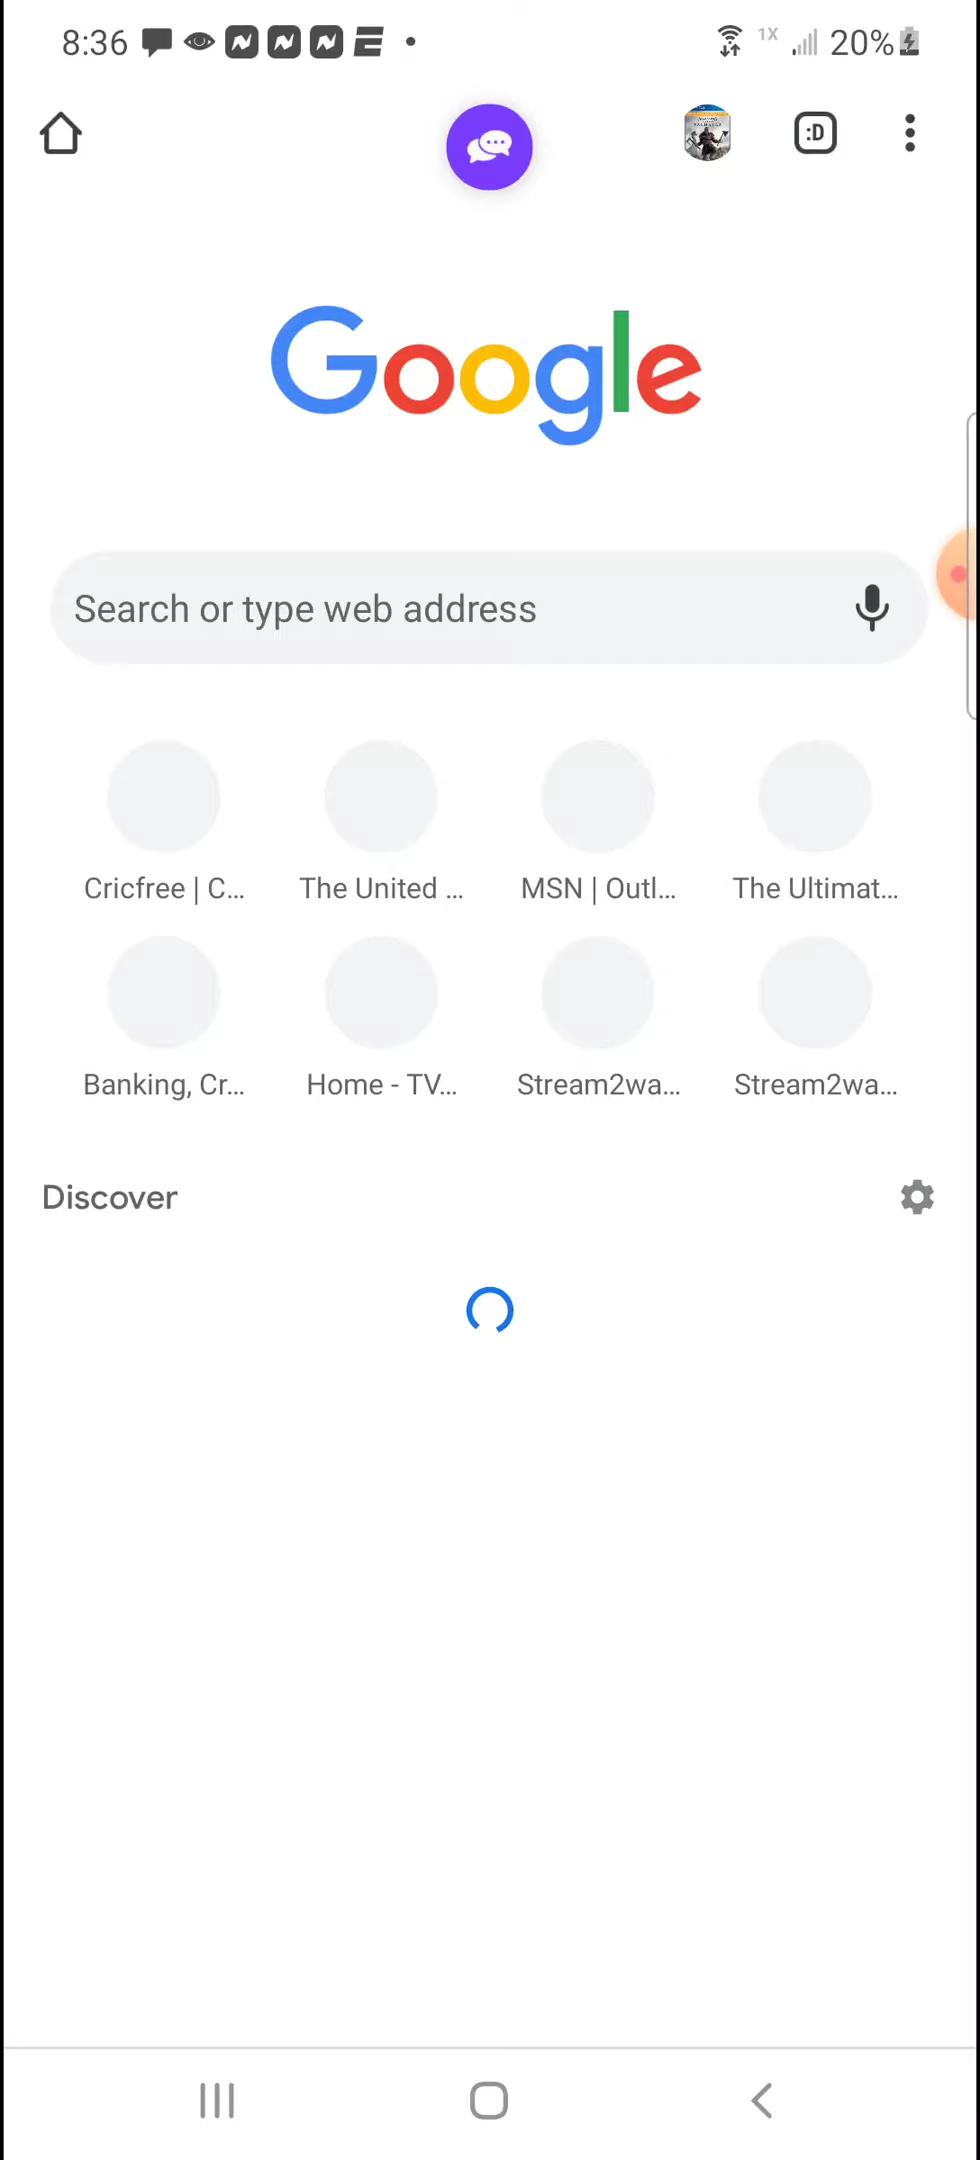 8:36 1X 20%
:D
Google
Search or type web address
Cricfree | C... The United ... MSN | Outl... The Ultimat...
Banking, Cr... Home - TV... Stream2wa... Stream2wa...
Discover